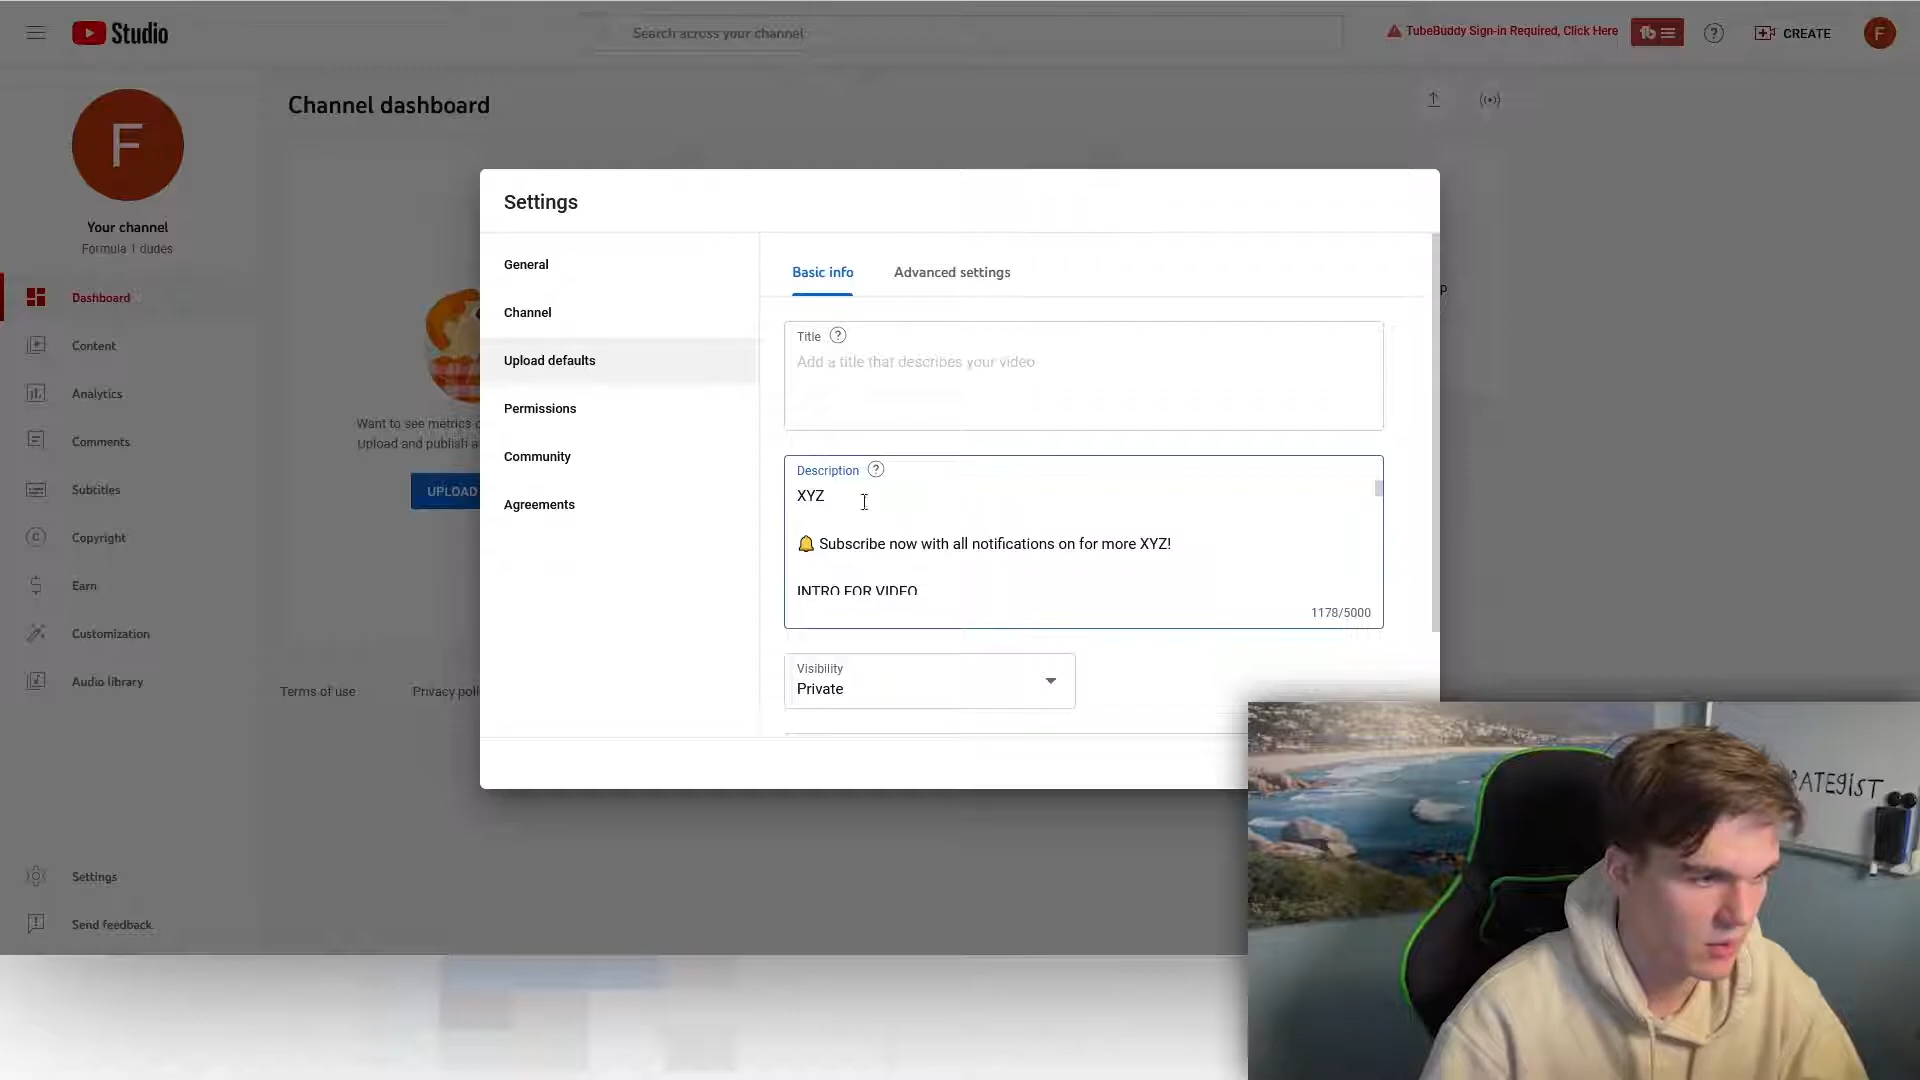 Studio
Search across your channel
TubeBuddy Sign-in Required, Click Here
tb
?
CREATE
F
F
Your channel
Formula 1 dudes
Dashboard
Content
Analytics
Comments
Subtitles
Copyright
Earn
Customization
Audio library
Settings
Send feedback
Channel dashboard
Want to see metrics
Upload and publish a
UPLOAD
Terms of use
Privacy poli
Settings
General
Channel
Upload defaults
Permissions
Community
Agreements
Basic info
Advanced settings
Title ?
Add a title that describes your video
Description ?
XYZ
🔔 Subscribe now with all notifications on for more XYZ!
INTRO FOR VIDEO
1178/5000
Visibility
Private
p
RATEGIST